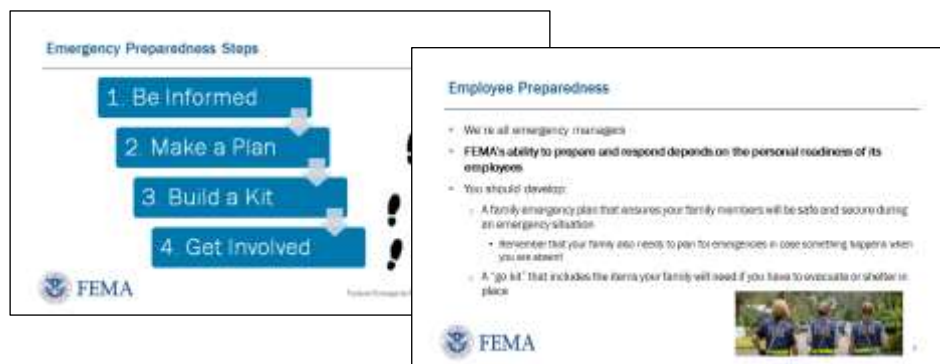 Emergency Preparedness Steps
1. Be Informed
2. Make a Plan
3. Build a Kit
4. Get Involved
FEMA
Employee Preparedness
We're all emergency managers
FEMA's ability to prepare and respond depends on the personal readiness of its
employees
You should develop:
A family emergency plan that ensures your family members will be safe and secure during
an emergency situation
Remember that your family also needs to plan for emergencies in case something happens when
you are absent!
A "go kit" that includes the items your family will need if you have to evacuate or shelter in
place
FEMA